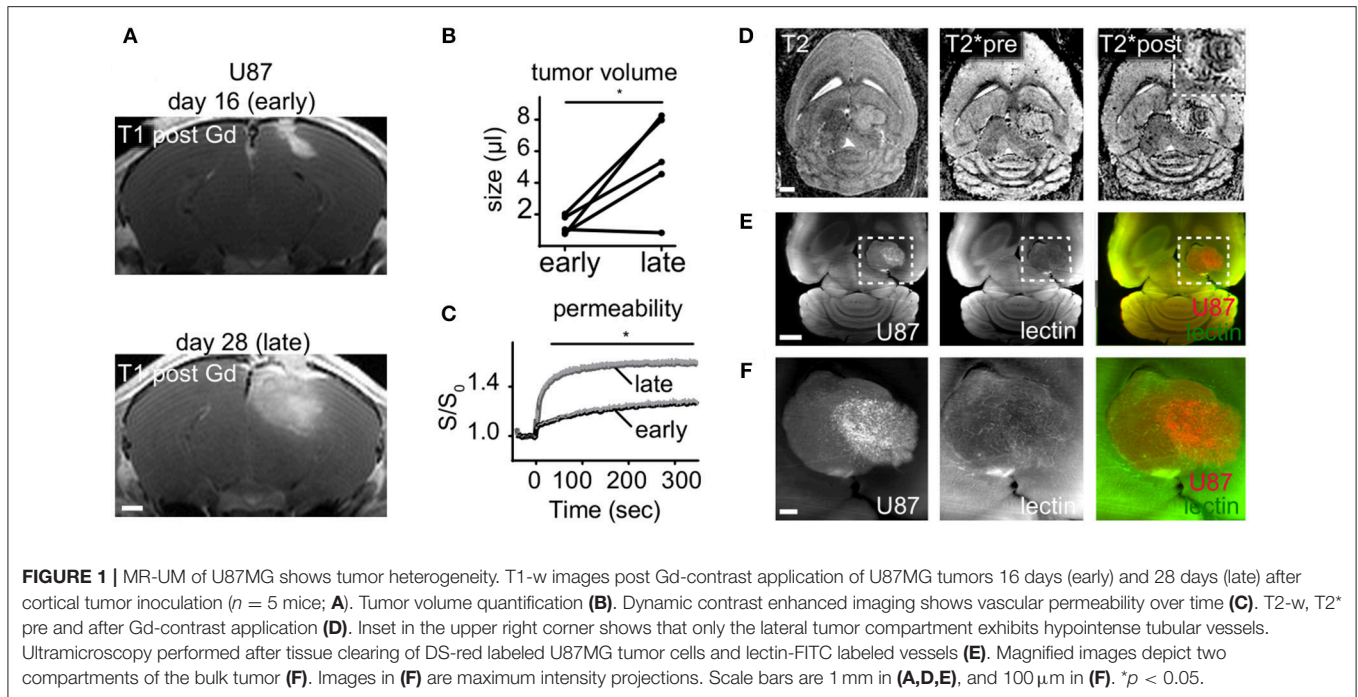 A
U87
day 16 (early)
T1 post Gd
day 28 (late)
T1 post Gd
B
tumor volume
*
8
6
4
2
size (µl)
early late
C
permeability
*
late
early
1.4
1.0
S/S0
0 100 200 300
Time (sec)
D
T2 T2*pre T2*post
E
U87 lectin U87
lectin
F
U87 lectin U87
lectin
FIGURE 1 | MR-UM of U87MG shows tumor heterogeneity. T1-w images post Gd-contrast application of U87MG tumors 16 days (early) and 28 days (late) after
cortical tumor inoculation (n = 5 mice; A). Tumor volume quantification (B). Dynamic contrast enhanced imaging shows vascular permeability over time (C). T2-w, T2*
pre and after Gd-contrast application (D). Inset in the upper right corner shows that only the lateral tumor compartment exhibits hypointense tubular vessels.
Ultramicroscopy performed after tissue clearing of DS-red labeled U87MG tumor cells and lectin-FITC labeled vessels (E). Magnified images depict two
compartments of the bulk tumor (F). Images in (F) are maximum intensity projections. Scale bars are 1 mm in (A,D,E), and 100 µm in (F). *p < 0.05.